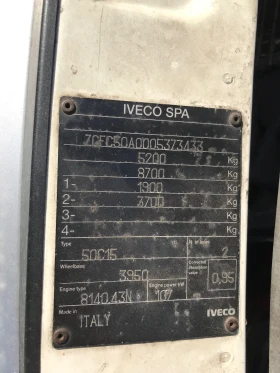 IVECO SPA
ZCFC50A0005373433
5200 Kg
8700 Kg
1- 1900 Kg
2- 3700 Kg
3- Kg
4- Kg
Type
50C15 2
Wheelbase
3950 0,95
Engine type Engine power kW
8140.43N 107
Made in
ITALY IVECO